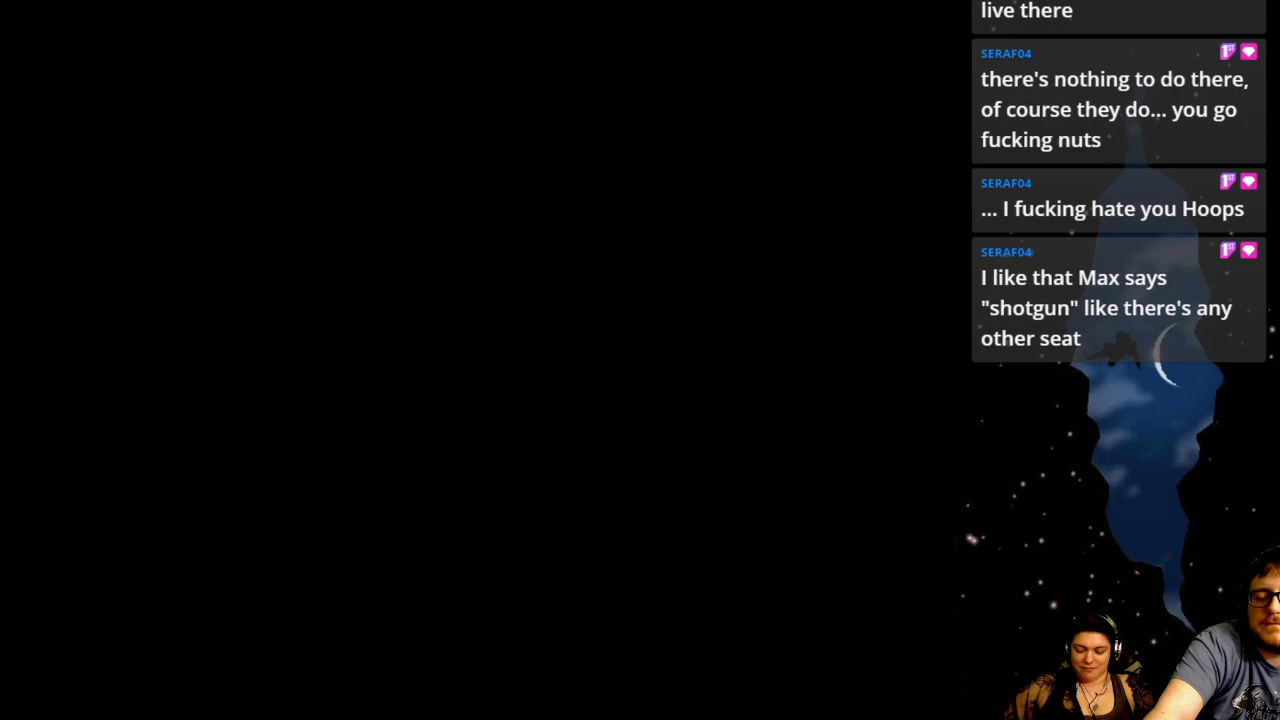 live there
SERAF04
there's nothing to do there,
of course they do... you go
fucking nuts
SERAF04
... I fucking hate you Hoops
SERAF04
I like that Max says
"shotgun" like there's any
other seat